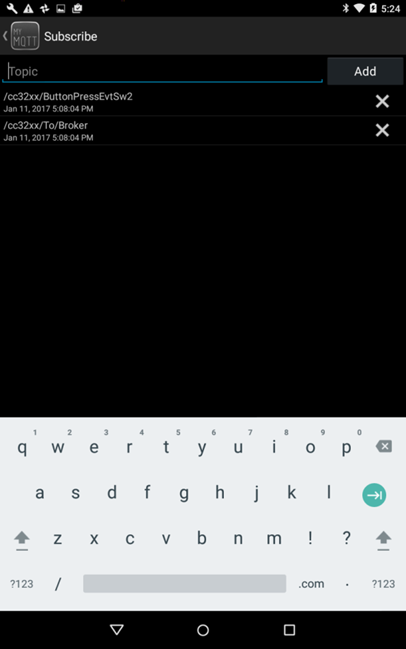 5:24
MY
MQTT
Subscribe
Topic
Add
/cc32xx/ButtonPressEvtSw2
Jan 11, 2017 5:08:04 PM
/cc32xx/To/Broker
Jan 11, 2017 5:08:04 PM
1 2 3 4 5 6 7 8 9 0
q w e r t y u i o p
a s d f g h j k l
z x c v b n m ! ?
?123 / .com . ?123